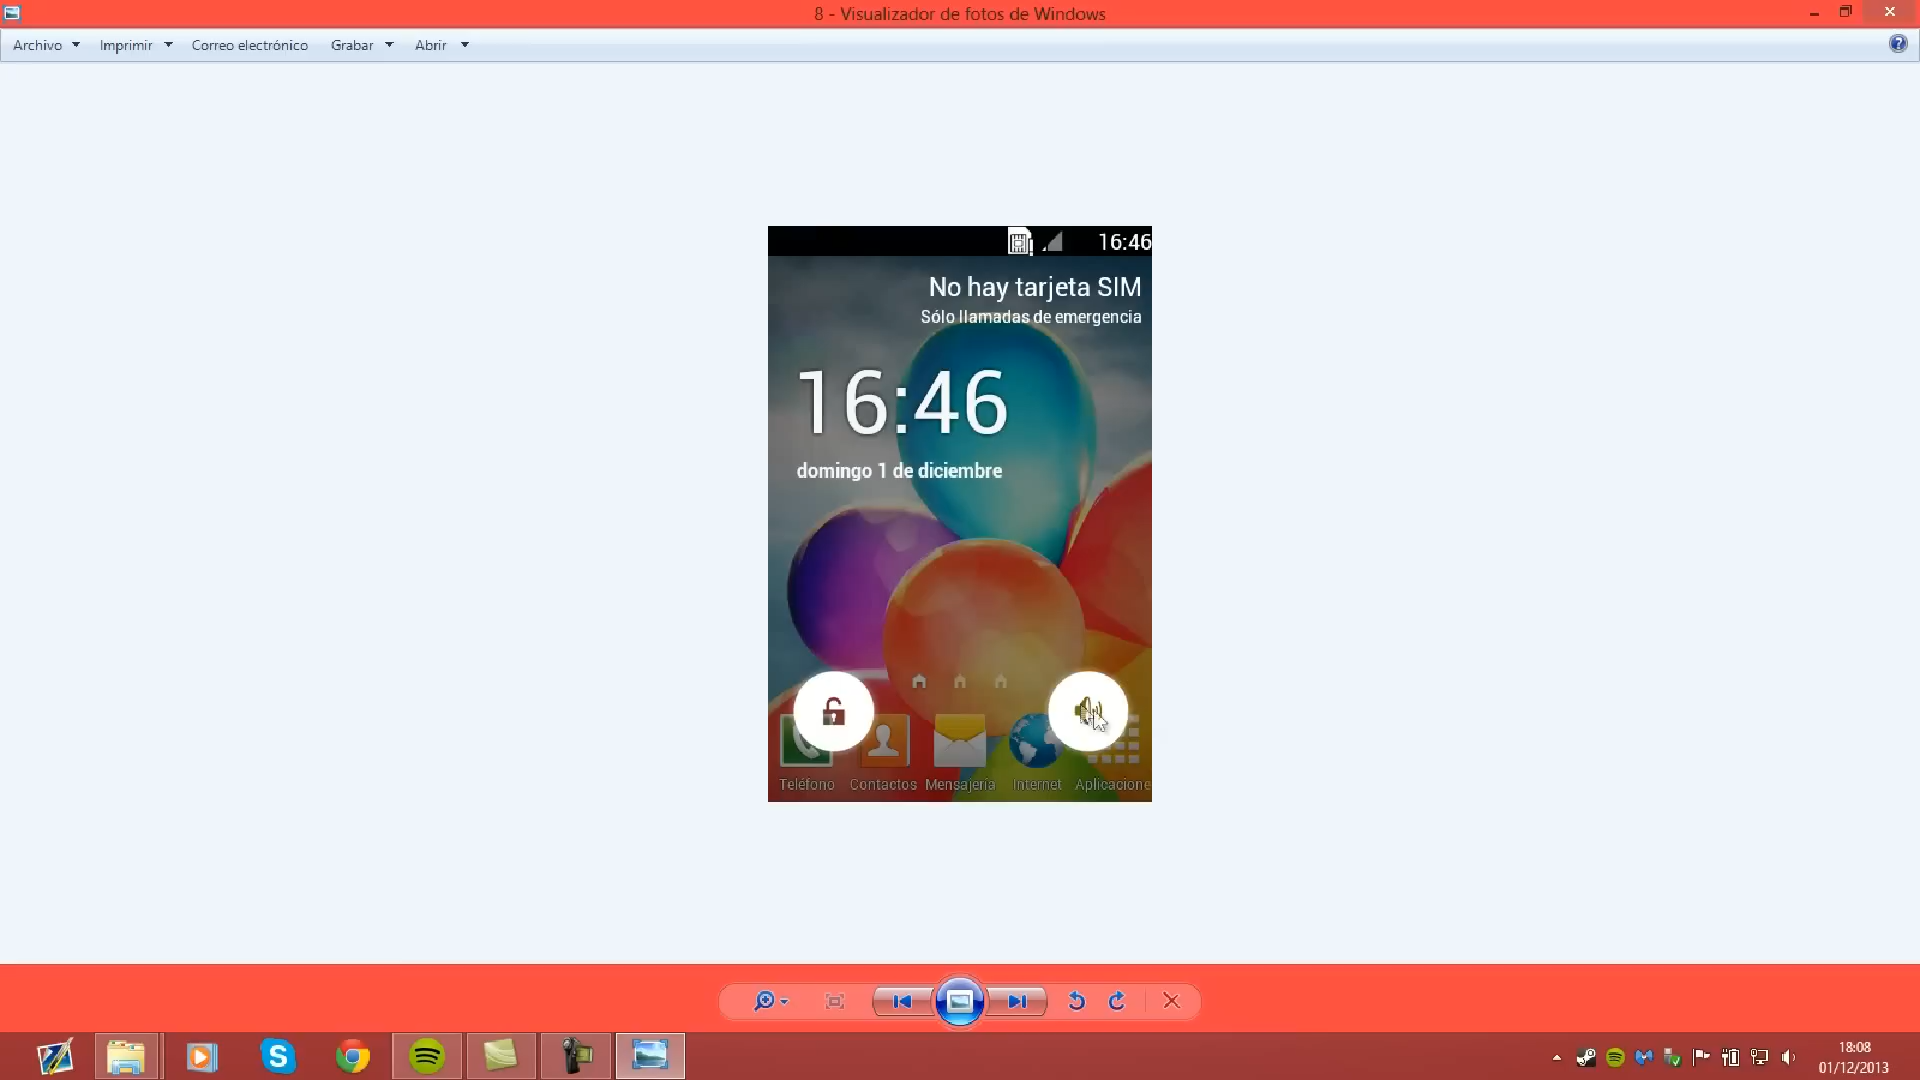 8 - Visualizador de fotos de Windows
Archivo Imprimir Correo electrónico Grabar Abrir
16:46
No hay tarjeta SIM
Sólo llamadas de emergencia
16:46
domingo 1 de diciembre
Teléfono Contactos Mensajería Internet Aplicacione
18:08
01/12/2013